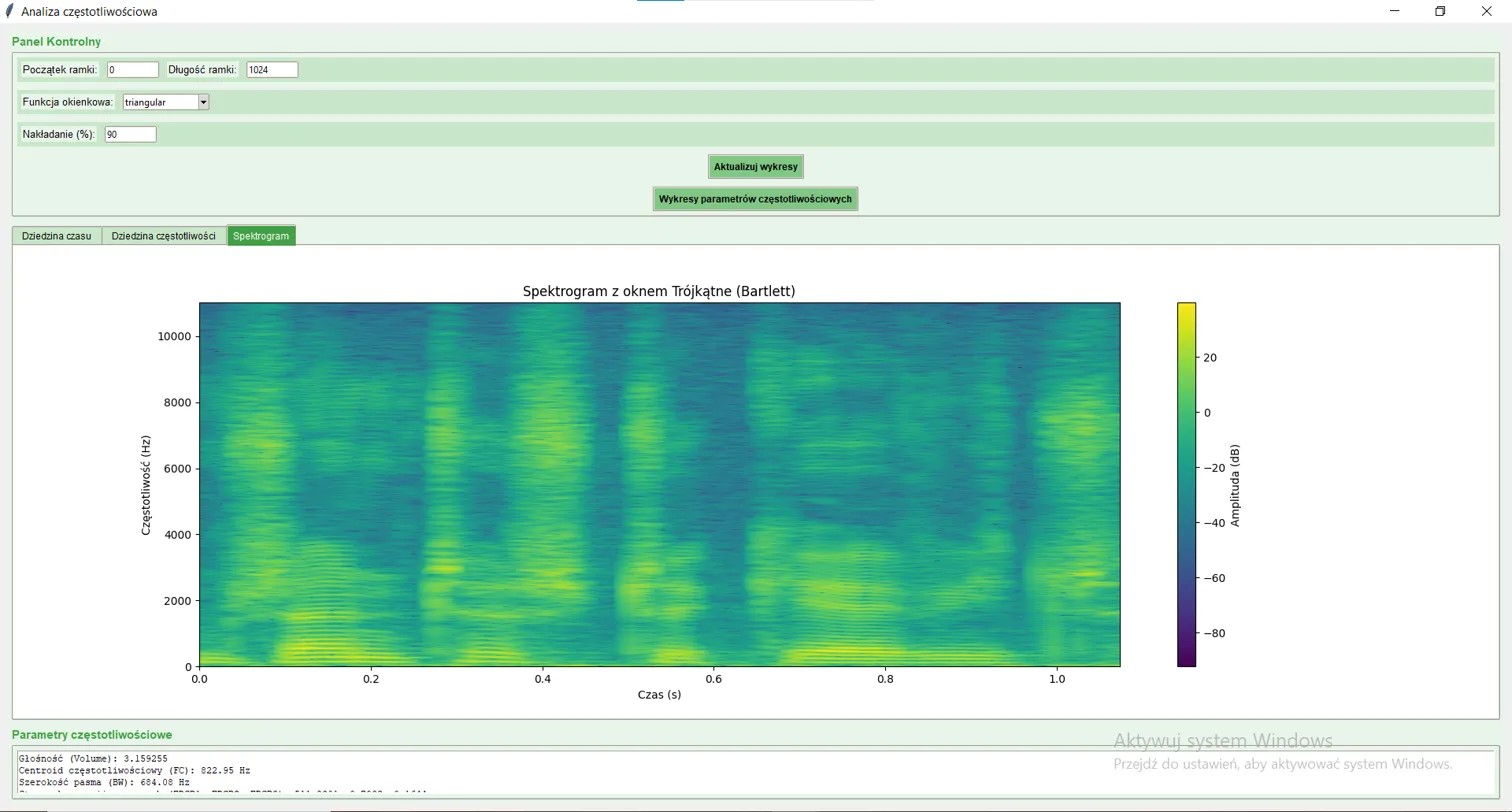 Analiza częstotliwościowa
Panel Kontrolny
Początek ramki: 0 Długość ramki: 1024
Funkcja okienkowa: triangular
Nakładanie (%): 90
Aktualizuj wykresy
Wykresy parametrów częstotliwościowych
Dziedzina czasu Dziedzina częstotliwości Spektrogram
Spektrogram z oknem Trójkątne (Bartlett)
Częstotliwość (Hz)
10000
8000
6000
4000
2000
0
0.0 0.2 0.4 0.6 0.8 1.0
Czas (s)
20
0
−20
−40
−60
−80
Amplituda (dB)
Parametry częstotliwościowe
Głośność (Volume): 3.159255
Centroid częstotliwościowy (FC): 822.95 Hz
Szerokość pasma (BW): 684.08 Hz
Aktywuj system Windows
Przejdź do ustawień, aby aktywować system Windows.